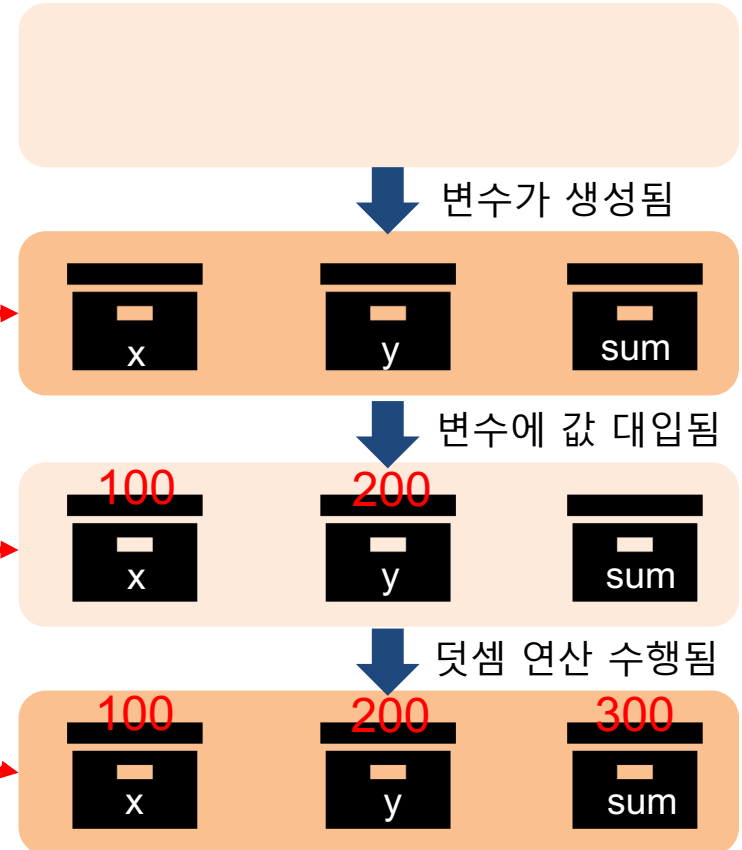 변수가 생성됨
x y sum
변수에 값 대입됨
100 200
x y sum
덧셈 연산 수행됨
100 200 300
x y sum